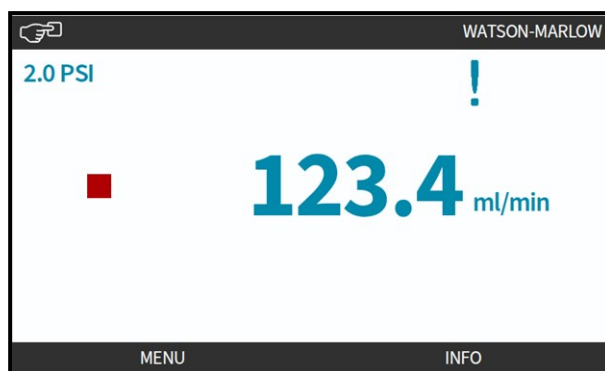 WATSON-MARLOW
2.0 PSI
!
123.4 ml/min
MENU INFO